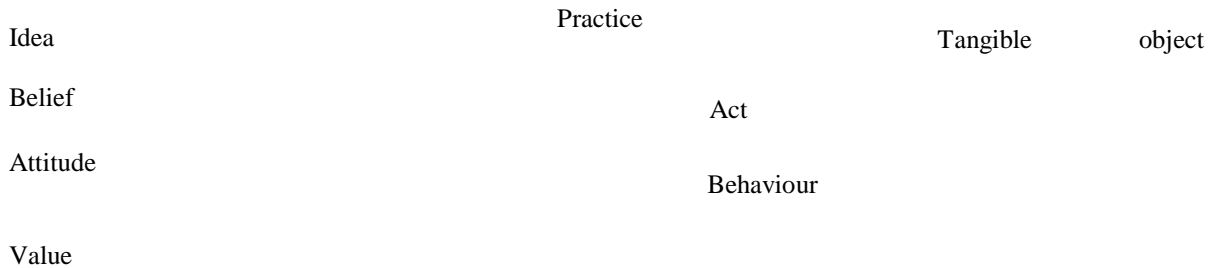 Practice
Idea
Tangible object
Belief
Act
Attitude
Behaviour
Value